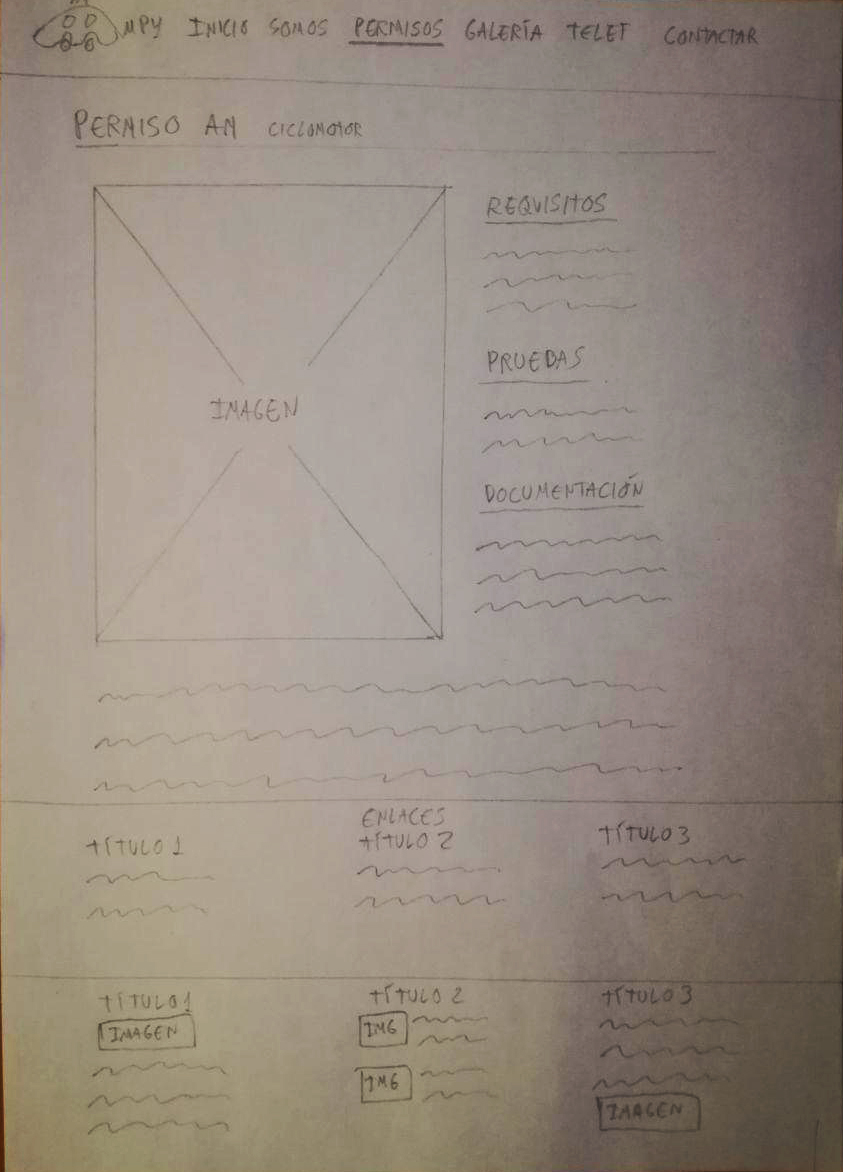 MPY INICIO SOMOS PERMISOS GALERÍA TELEF CONTACTAR
PERMISO AM CICLOMOTOR
REQUISITOS
IMAGEN
PRUEBAS
DOCUMENTACIÓN
ENLACES
TÍTULO 1 TÍTULO 2 TÍTULO 3
TÍTULO 1 TÍTULO 2 TÍTULO 3
IMAGEN
IMG
IMG
IMAGEN